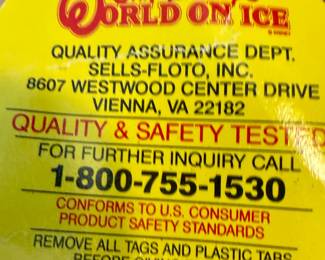 WORLD ON ICE
QUALITY ASSURANCE DEPT.
SELLS-FLOTO, INC.
8607 WESTWOOD CENTER DRIVE
VIENNA, VA 22182
QUALITY & SAFETY TESTED
FOR FURTHER INQUIRY CALL
1-800-755-1530
CONFORMS TO U.S. CONSUMER
PRODUCT SAFETY STANDARDS
REMOVE ALL TAGS AND PLASTIC TABS
BEFORE